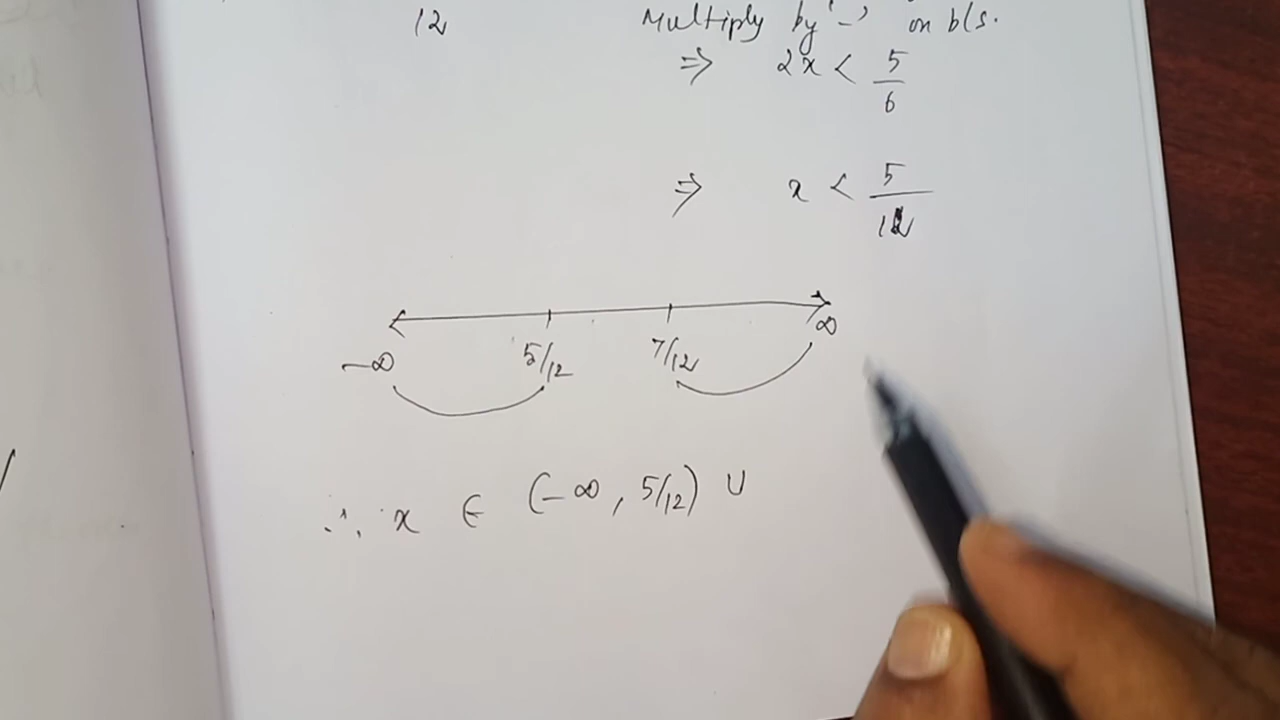 12
Multiply by '-' on b/s.
⇒ 2x < 5/6
⇒ x < 5/12
-∞ 5/12 7/12 ∞
∴ x ∈ (-∞, 5/12) ∪